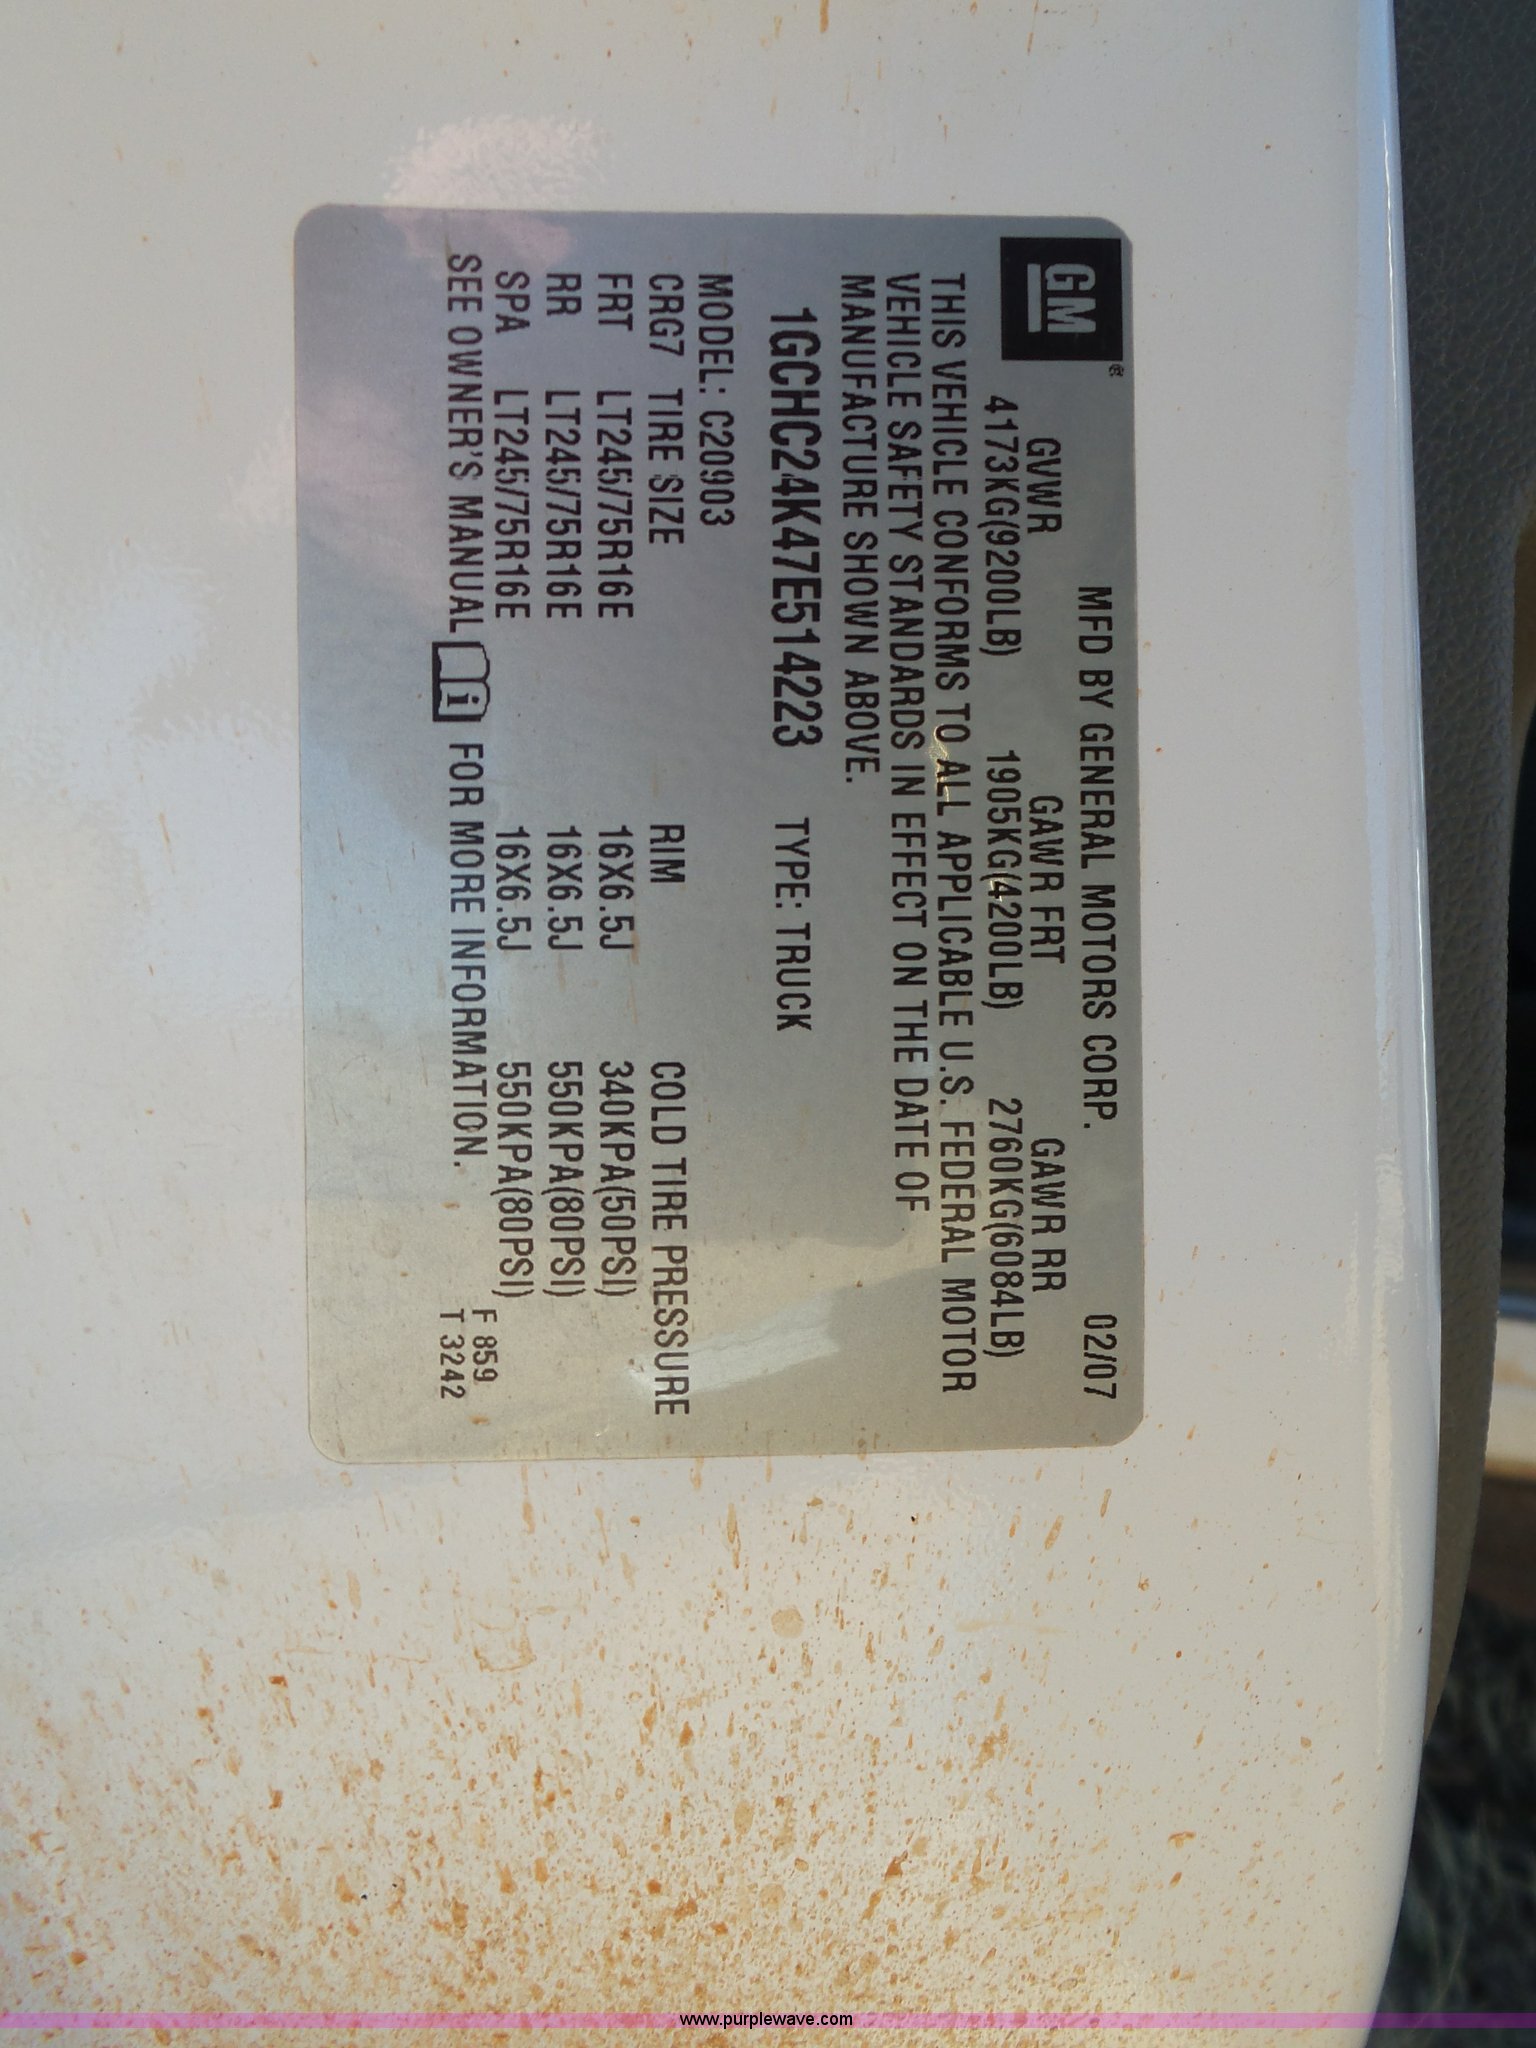 GM®
MFD BY GENERAL MOTORS CORP. 02/07
GVWR GAWR FRT GAWR RR
4173KG(9200LB) 1905KG(4200LB) 2760KG(6084LB)
THIS VEHICLE CONFORMS TO ALL APPLICABLE U.S. FEDERAL MOTOR
VEHICLE SAFETY STANDARDS IN EFFECT ON THE DATE OF
MANUFACTURE SHOWN ABOVE.
1GCHC24K47E514223 TYPE: TRUCK
MODEL: C20903
CRG7 TIRE SIZE RIM COLD TIRE PRESSURE
FRT LT245/75R16E 16X6.5J 340KPA(50PSI)
RR LT245/75R16E 16X6.5J 550KPA(80PSI)
SPA LT245/75R16E 16X6.5J 550KPA(80PSI)
SEE OWNER'S MANUAL i FOR MORE INFORMATION.
F 859
T 3242
www.purplewave.com